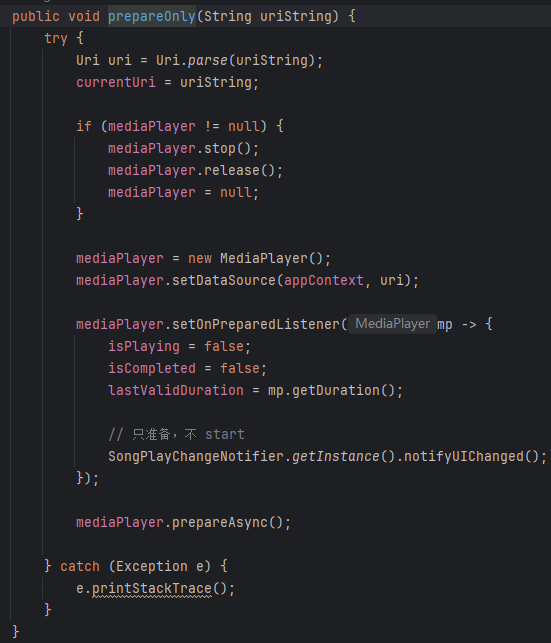 public void prepareOnly(String uriString) {
    try {
        Uri uri = Uri.parse(uriString);
        currentUri = uriString;

        if (mediaPlayer != null) {
            mediaPlayer.stop();
            mediaPlayer.release();
            mediaPlayer = null;
        }

        mediaPlayer = new MediaPlayer();
        mediaPlayer.setDataSource(appContext, uri);

        mediaPlayer.setOnPreparedListener( MediaPlayer mp -> {
            isPlaying = false;
            isCompleted = false;
            lastValidDuration = mp.getDuration();

            // 只准备，不 start
            SongPlayChangeNotifier.getInstance().notifyUIChanged();
        });

        mediaPlayer.prepareAsync();

    } catch (Exception e) {
        e.printStackTrace();
    }
}